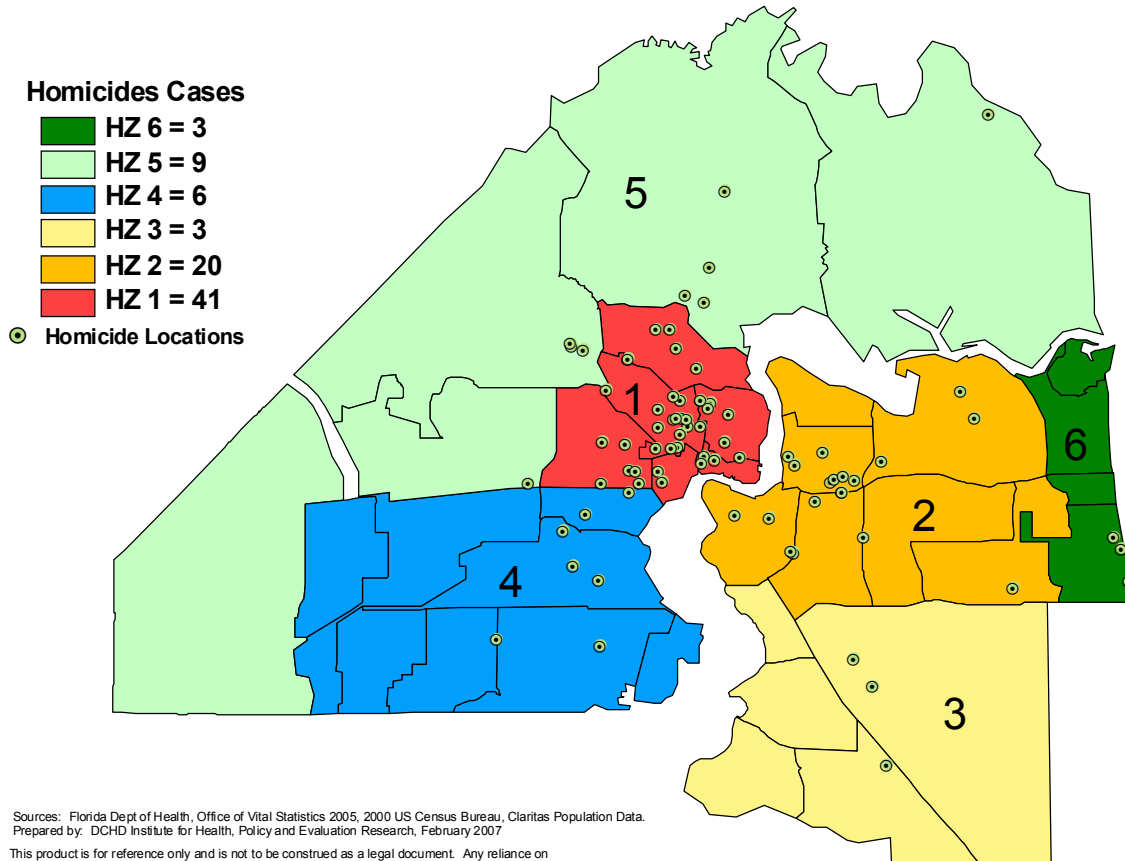 Homicides Cases
HZ 6 = 3
HZ 5 = 9
HZ 4 = 6
HZ 3 = 3
HZ 2 = 20
HZ 1 = 41
Homicide Locations
5
1
6
2
4
3
Sources: Florida Dept of Health, Office of Vital Statistics 2005, 2000 US Census Bureau, Claritas Population Data.
Prepared by: DCHD Institute for Health, Policy and Evaluation Research, February 2007
This product is for reference only and is not to be construed as a legal document. Any reliance on